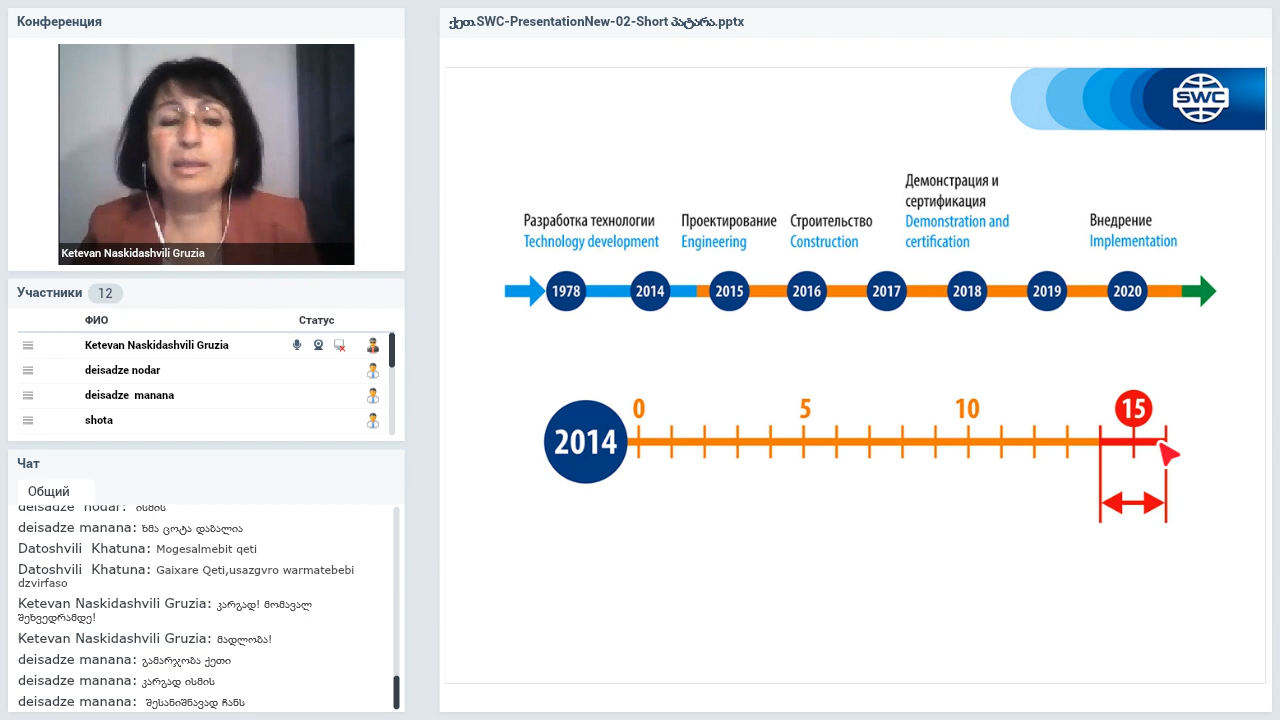 Конференция
Ketevan Naskidashvili Gruzia
Участники 12
ФИО Статус
Ketevan Naskidashvili Gruzia
deisadze nodar
deisadze manana
shota
Чат
Общий
deisadze nodar: ისმის
deisadze manana: ხმა ცოტა დაბალია
Datoshvili Khatuna: Mogesalmebit qeti
Datoshvili Khatuna: Gaixare Qeti,usazgvro warmatebebi
dzvirfaso
Ketevan Naskidashvili Gruzia: კარგად! მომავალ
შეხვედრამდე!
Ketevan Naskidashvili Gruzia: მადლობა!
deisadze manana: გამარჯობა ქეთი
deisadze manana: კარგად ისმის
deisadze manana: შესანიშნავად ჩანს
ქეთ.SWC-PresentationNew-02-Short პატარა.pptx
SWC
Разработка технологии
Technology development
Проектирование
Engineering
Строительство
Construction
Демонстрация и
сертификация
Demonstration and
certification
Внедрение
Implementation
1978 2014 2015 2016 2017 2018 2019 2020
0 5 10 15
2014